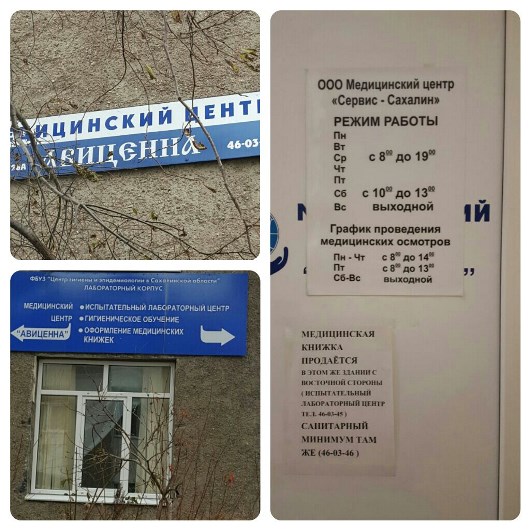 ИЦИНСКИЙ ЦЕНТ
АВИЦЕННА
46-03
ФБУЗ "Центр гигиены и эпидемиологии в Сахалинской области"
ЛАБОРАТОРНЫЙ КОРПУС
МЕДИЦИНСКИЙ
ЦЕНТР
"АВИЦЕННА"
• ИСПЫТАТЕЛЬНЫЙ ЛАБОРАТОРНЫЙ ЦЕНТР
• ГИГИЕНИЧЕСКОЕ ОБУЧЕНИЕ
• ОФОРМЛЕНИЕ МЕДИЦИНСКИХ
КНИЖЕК
ООО Медицинский центр
«Сервис - Сахалин»
РЕЖИМ РАБОТЫ
Пн
Вт
Ср с 8⁰⁰ до 19⁰⁰
Чт
Пт
Сб с 10⁰⁰ до 13⁰⁰
Вс выходной
График проведения
медицинских осмотров
Пн - Чт с 8⁰⁰ до 14⁰⁰
Пт с 8⁰⁰ до 13⁰⁰
Сб-Вс выходной
МЕДИЦИНСКАЯ
КНИЖКА
ПРОДАЁТСЯ
В ЭТОМ ЖЕ ЗДАНИИ С
ВОСТОЧНОЙ СТОРОНЫ
( ИСПЫТАТЕЛЬНЫЙ
ЛАБОРАТОРНЫЙ ЦЕНТР
ТЕЛ. 46-03-45 )
САНИТАРНЫЙ
МИНИМУМ ТАМ
ЖЕ (46-03-46 )